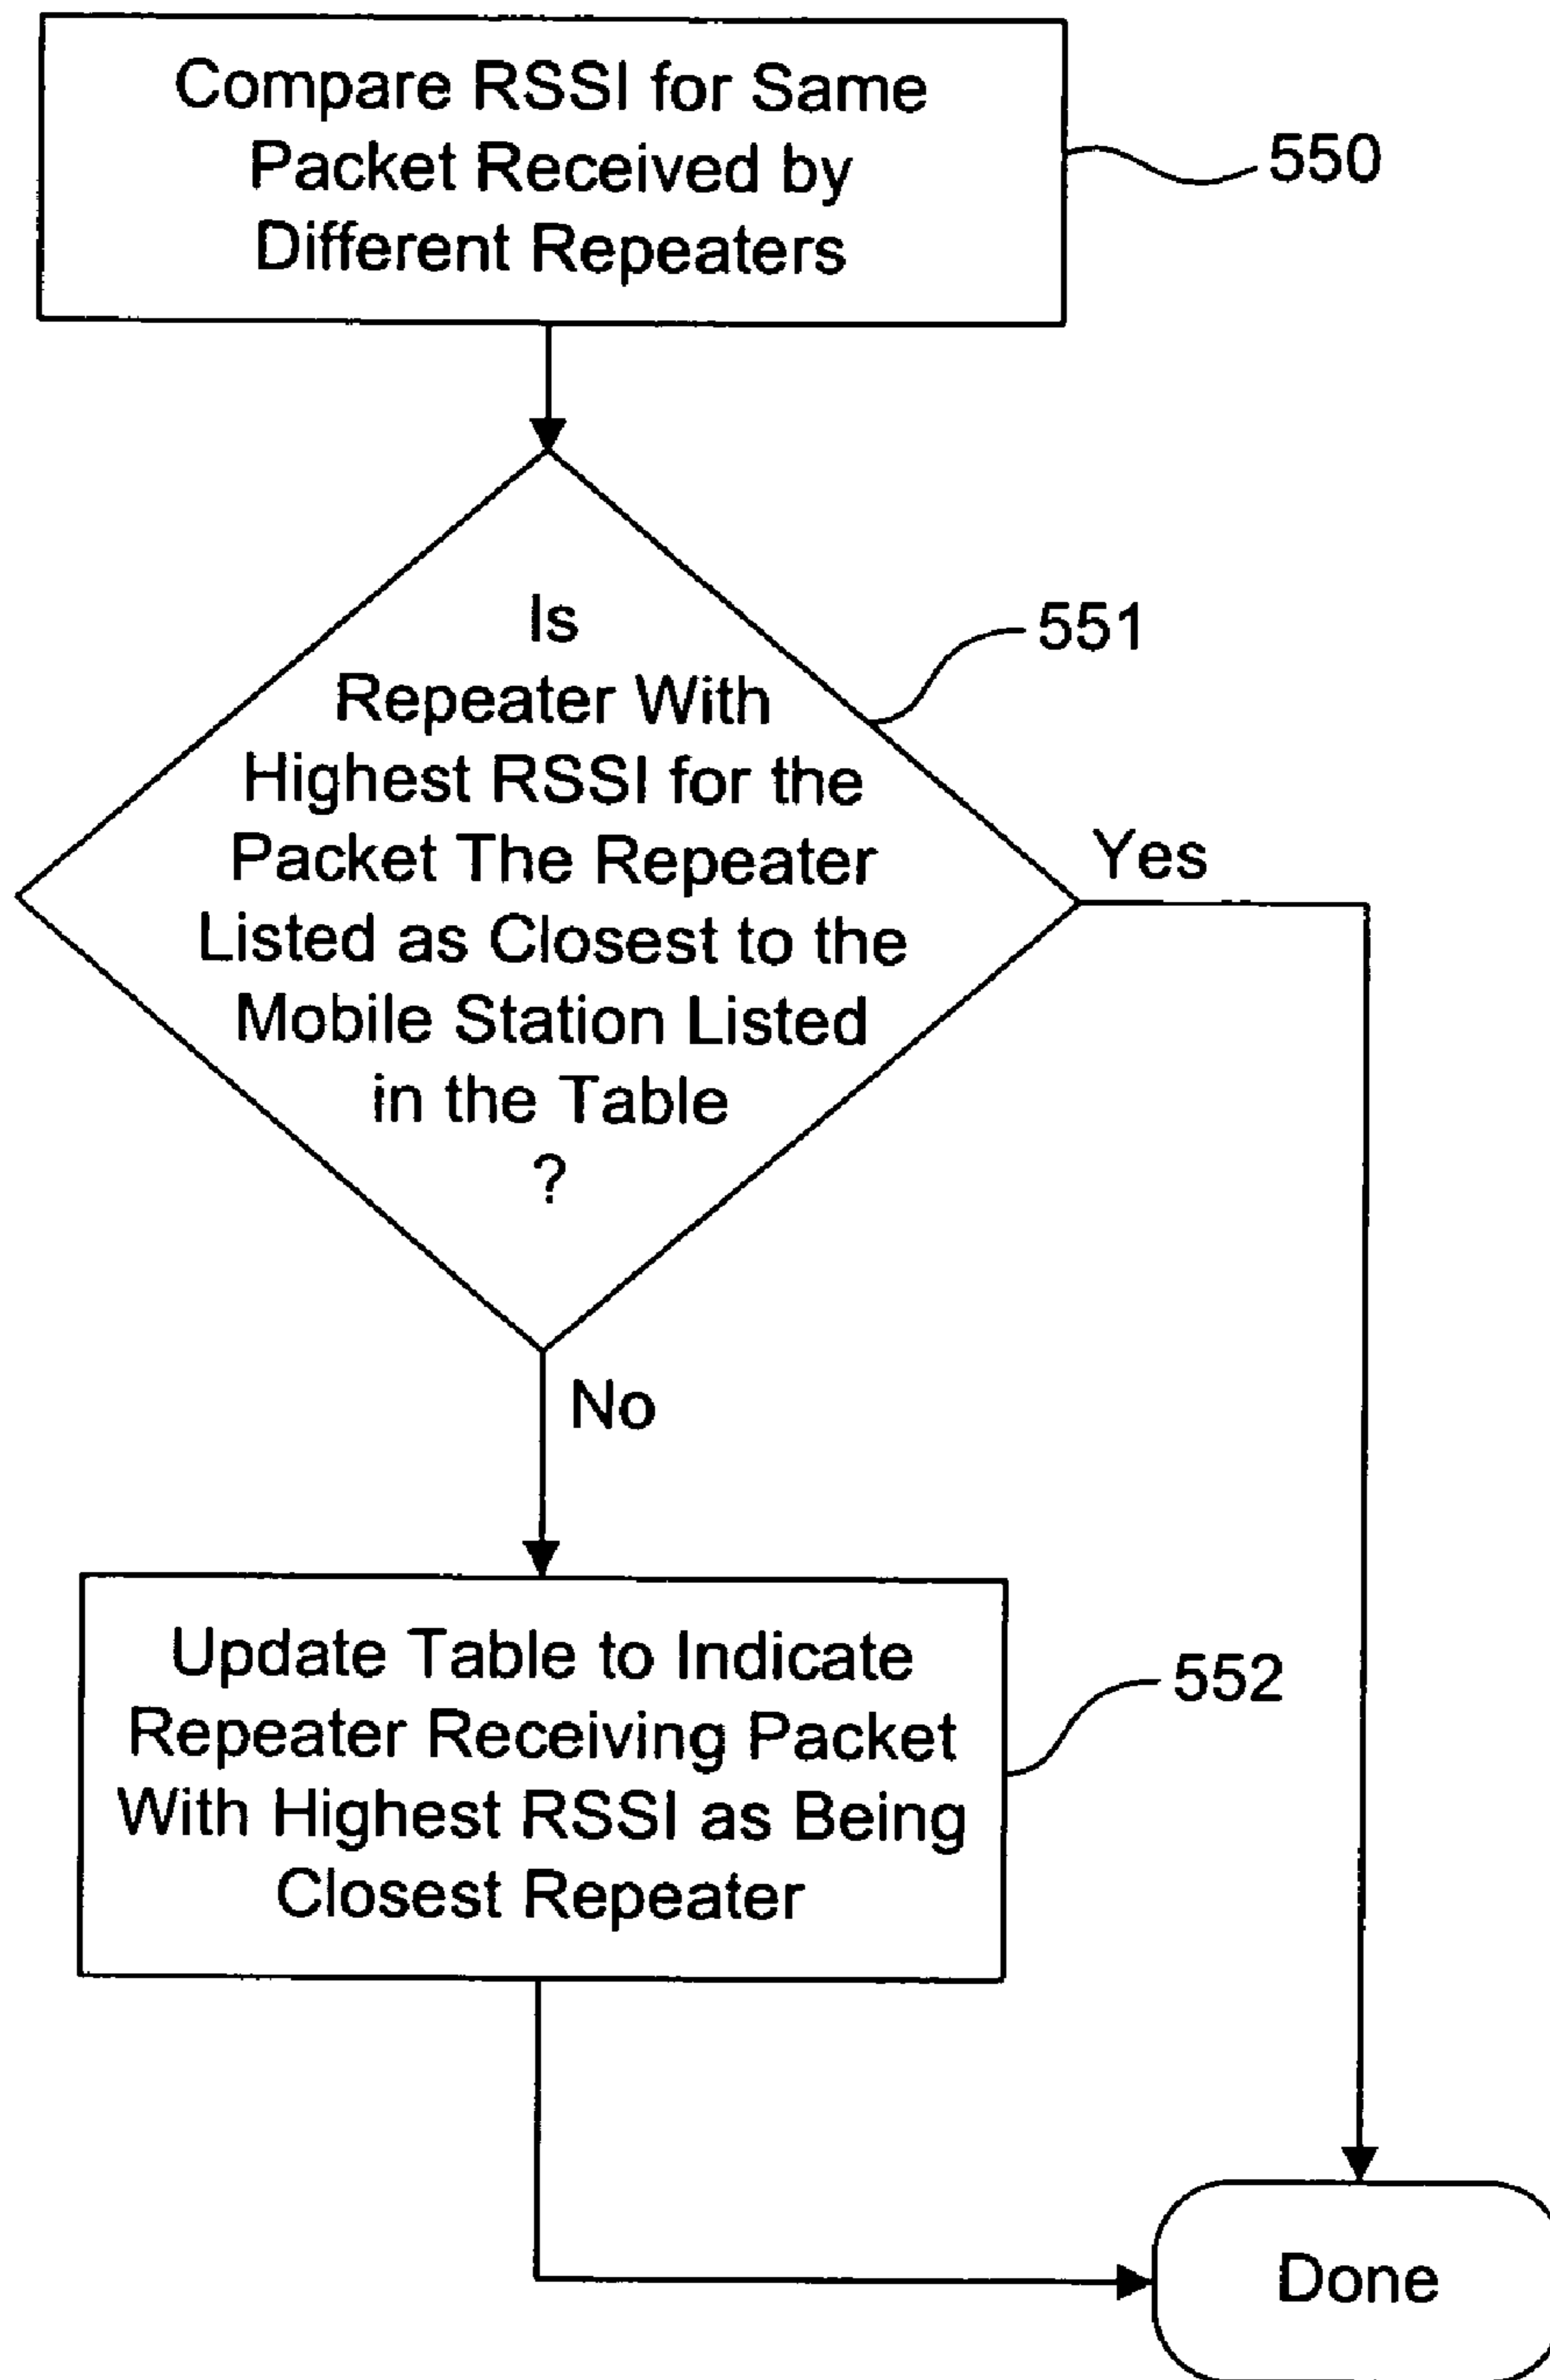 Compare RSSI for Same
Packet Received by
Different Repeaters
550
Is
Repeater With
Highest RSSI for the
Packet The Repeater
Listed as Closest to the
Mobile Station Listed
in the Table
?
551
Yes
No
Update Table to Indicate
Repeater Receiving Packet
With Highest RSSI as Being
Closest Repeater
552
Done